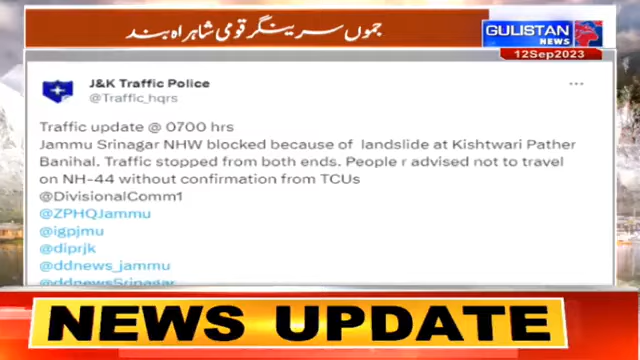 جموں سرینگر قومی شاہراہ بند
GULISTAN
NEWS
12Sep2023
J&K Traffic Police
@Traffic_hqrs
Traffic update @ 0700 hrs
Jammu Srinagar NHW blocked because of landslide at Kishtwari Pather
Banihal. Traffic stopped from both ends. People r advised not to travel
on NH-44 without confirmation from TCUs
@DivisionalComm1
@ZPHQJammu
@igpjmu
@diprjk
@ddnews_jammu
@ddnewsSrinagar
NEWS UPDATE